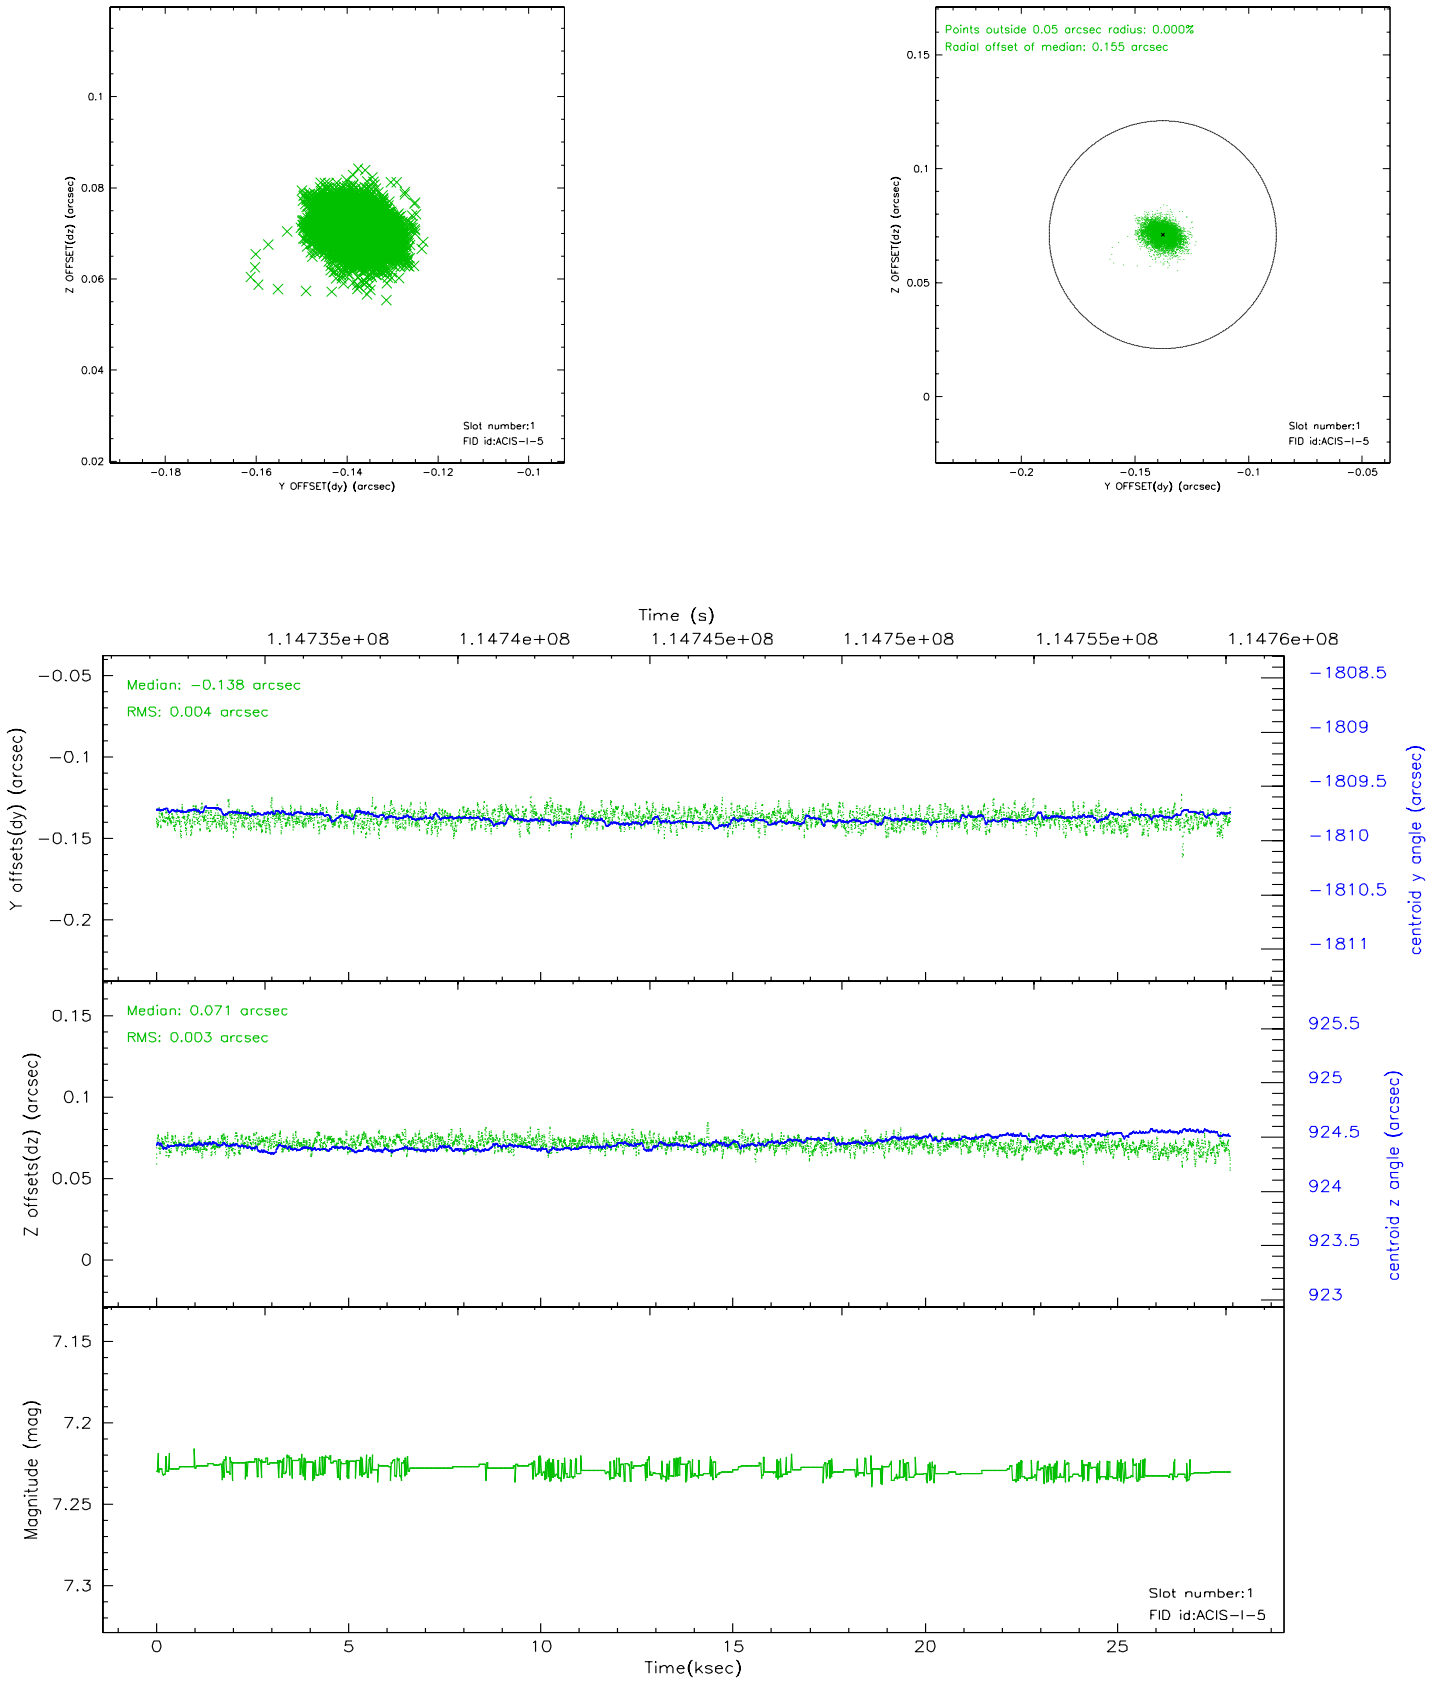 0.1
0.08
0.06
0.04
0.02
Z OFFSET(dz) (arcsec)
Slot number:1
FID id:ACIS-I-5
-0.18
-0.16
-0.14
-0.12
-0.1
Y OFFSET(dy) (arcsec)
Points outside 0.05 arcsec radius: 0.000%
Radial offset of median: 0.155 arcsec
0.15
0.1
0.05
0
Z OFFSET(dz) (arcsec)
Slot number:1
FID id:ACIS-I-5
-0.2
-0.15
-0.1
-0.05
Y OFFSET(dy) (arcsec)
Time (s)
1.14735e+08
1.1474e+08
1.14745e+08
1.1475e+08
1.14755e+08
1.1476e+08
Median: -0.138 arcsec
RMS: 0.004 arcsec
-0.05
-0.1
-0.15
-0.2
Y offsets(dy) (arcsec)
-1808.5
-1809
-1809.5
-1810
-1810.5
-1811
centroid y angle (arcsec)
Median: 0.071 arcsec
RMS: 0.003 arcsec
0.15
0.1
0.05
0
Z offsets(dz) (arcsec)
925.5
925
924.5
924
923.5
923
centroid z angle (arcsec)
7.15
7.2
7.25
7.3
Magnitude (mag)
Slot number:1
FID id:ACIS-I-5
0
5
10
15
20
25
Time(ksec)